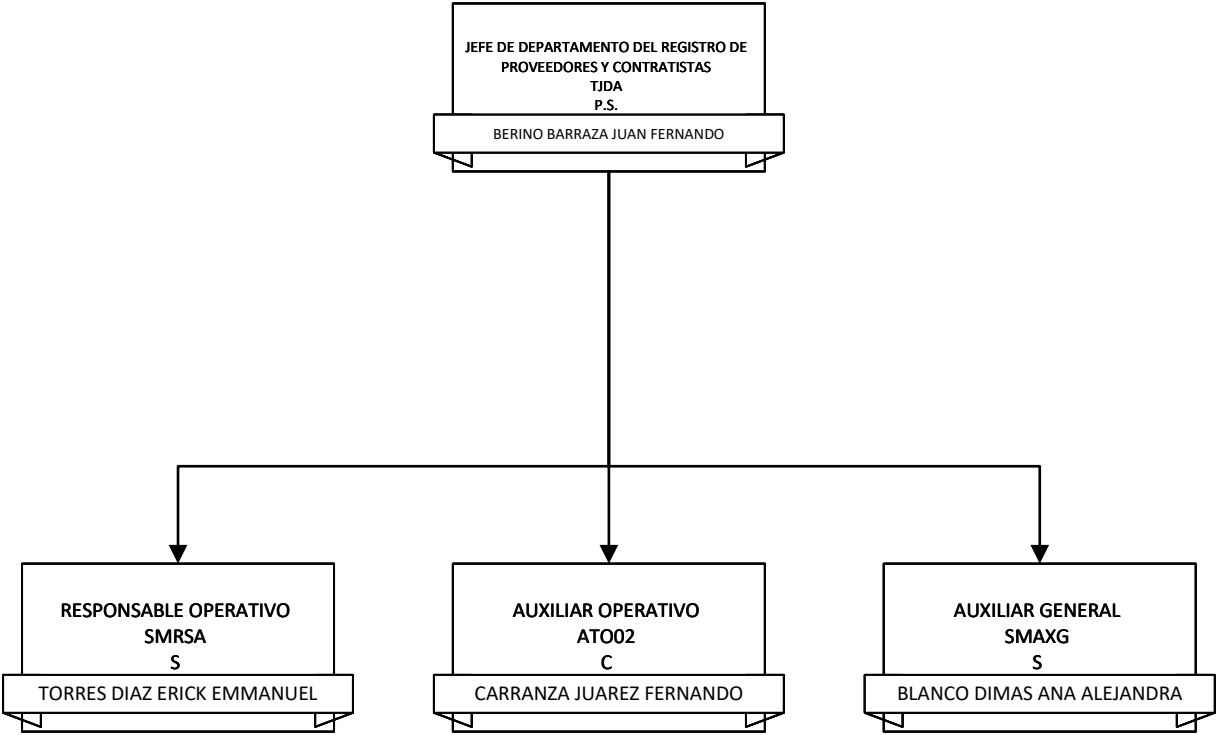 JEFE DE DEPARTAMENTO DEL REGISTRO DE
PROVEEDORES Y CONTRATISTAS
TJDA
P.S.
BERINO BARRAZA JUAN FERNANDO
RESPONSABLE OPERATIVO
SMRSA
S
TORRES DIAZ ERICK EMMANUEL
AUXILIAR OPERATIVO
ATO02
C
CARRANZA JUAREZ FERNANDO
AUXILIAR GENERAL
SMAXG
S
BLANCO DIMAS ANA ALEJANDRA